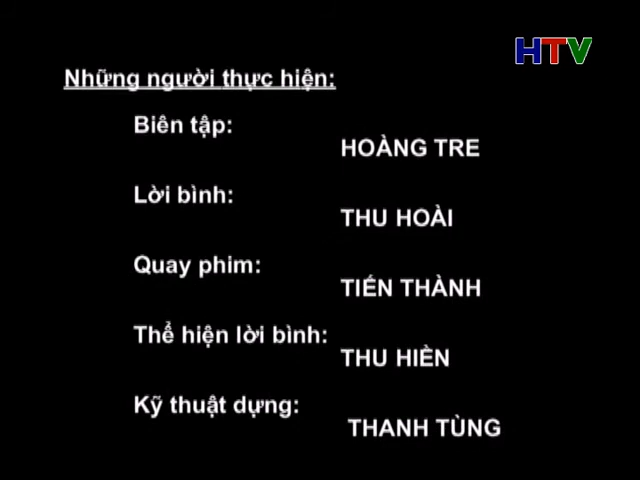 HTV
Những người thực hiện:
Biên tập:
HOÀNG TRE
Lời bình:
THU HOÀI
Quay phim:
TIẾN THÀNH
Thể hiện lời bình:
THU HIỀN
Kỹ thuật dựng:
THANH TÙNG